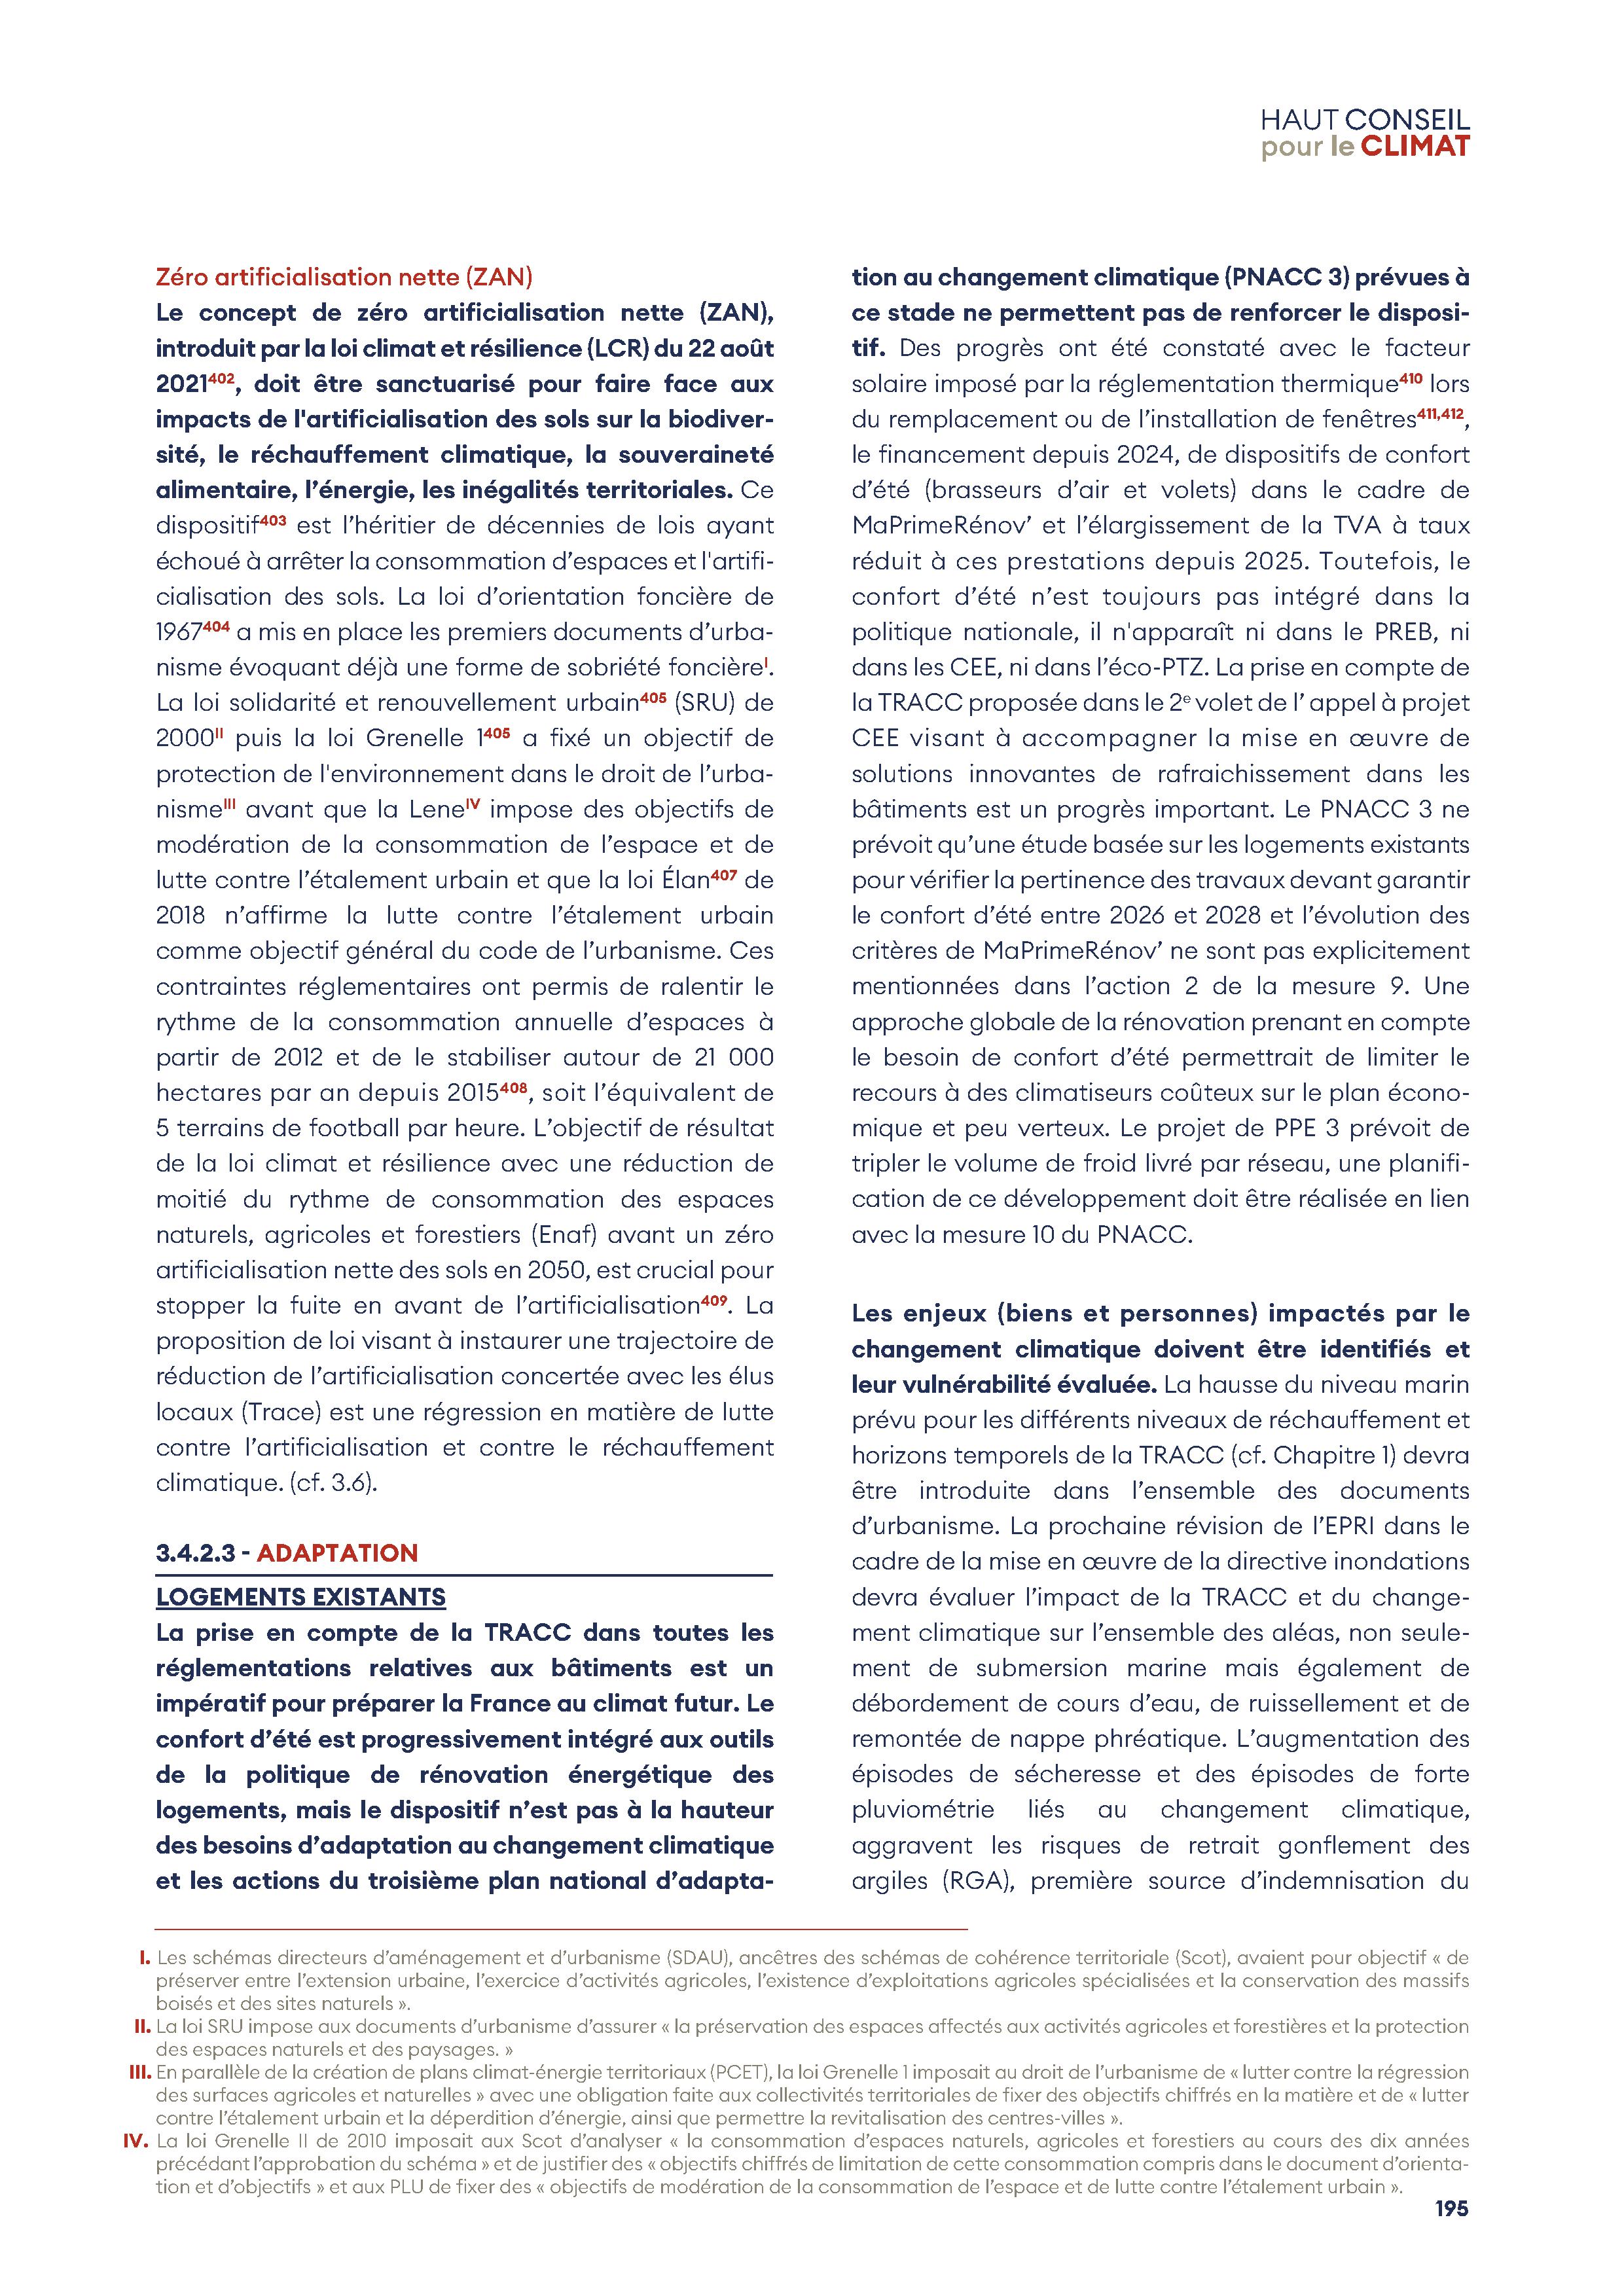 HAUT CONSEIL
pour le CLIMAT
Zéro artificialisation nette (ZAN)
Le concept de zéro artificialisation nette (ZAN),
introduit par la loi climat et résilience (LCR) du 22 août
2021402, doit être sanctuarisé pour faire face aux
impacts de l'artificialisation des sols sur la biodiver-
sité, le réchauffement climatique, la souveraineté
alimentaire, l’énergie, les inégalités territoriales. Ce
dispositif403 est l’héritier de décennies de lois ayant
échoué à arrêter la consommation d’espaces et l'artifi-
cialisation des sols. La loi d’orientation foncière de
1967404 a mis en place les premiers documents d’urba-
nisme évoquant déjà une forme de sobriété foncièreI.
La loi solidarité et renouvellement urbain405 (SRU) de
2000II puis la loi Grenelle 1405 a fixé un objectif de
protection de l'environnement dans le droit de l’urba-
nismeIII avant que la LeneIV impose des objectifs de
modération de la consommation de l’espace et de
lutte contre l’étalement urbain et que la loi Élan407 de
2018 n’affirme la lutte contre l’étalement urbain
comme objectif général du code de l’urbanisme. Ces
contraintes réglementaires ont permis de ralentir le
rythme de la consommation annuelle d’espaces à
partir de 2012 et de le stabiliser autour de 21 000
hectares par an depuis 2015408, soit l’équivalent de
5 terrains de football par heure. L’objectif de résultat
de la loi climat et résilience avec une réduction de
moitié du rythme de consommation des espaces
naturels, agricoles et forestiers (Enaf) avant un zéro
artificialisation nette des sols en 2050, est crucial pour
stopper la fuite en avant de l’artificialisation409. La
proposition de loi visant à instaurer une trajectoire de
réduction de l’artificialisation concertée avec les élus
locaux (Trace) est une régression en matière de lutte
contre l’artificialisation et contre le réchauffement
climatique. (cf. 3.6).
3.4.2.3 - ADAPTATION
LOGEMENTS EXISTANTS
La prise en compte de la TRACC dans toutes les
réglementations relatives aux bâtiments est un
impératif pour préparer la France au climat futur. Le
confort d’été est progressivement intégré aux outils
de la politique de rénovation énergétique des
logements, mais le dispositif n’est pas à la hauteur
des besoins d’adaptation au changement climatique
et les actions du troisième plan national d’adapta-
tion au changement climatique (PNACC 3) prévues à
ce stade ne permettent pas de renforcer le disposi-
tif. Des progrès ont été constaté avec le facteur
solaire imposé par la réglementation thermique410 lors
du remplacement ou de l’installation de fenêtres411,412,
le financement depuis 2024, de dispositifs de confort
d’été (brasseurs d’air et volets) dans le cadre de
MaPrimeRénov’ et l’élargissement de la TVA à taux
réduit à ces prestations depuis 2025. Toutefois, le
confort d’été n’est toujours pas intégré dans la
politique nationale, il n'apparaît ni dans le PREB, ni
dans les CEE, ni dans l’éco-PTZ. La prise en compte de
la TRACC proposée dans le 2e volet de l’ appel à projet
CEE visant à accompagner la mise en œuvre de
solutions innovantes de rafraichissement dans les
bâtiments est un progrès important. Le PNACC 3 ne
prévoit qu’une étude basée sur les logements existants
pour vérifier la pertinence des travaux devant garantir
le confort d’été entre 2026 et 2028 et l’évolution des
critères de MaPrimeRénov’ ne sont pas explicitement
mentionnées dans l’action 2 de la mesure 9. Une
approche globale de la rénovation prenant en compte
le besoin de confort d’été permettrait de limiter le
recours à des climatiseurs coûteux sur le plan écono-
mique et peu verteux. Le projet de PPE 3 prévoit de
tripler le volume de froid livré par réseau, une planifi-
cation de ce développement doit être réalisée en lien
avec la mesure 10 du PNACC.
Les enjeux (biens et personnes) impactés par le
changement climatique doivent être identifiés et
leur vulnérabilité évaluée. La hausse du niveau marin
prévu pour les différents niveaux de réchauffement et
horizons temporels de la TRACC (cf. Chapitre 1) devra
être introduite dans l’ensemble des documents
d’urbanisme. La prochaine révision de l’EPRI dans le
cadre de la mise en œuvre de la directive inondations
devra évaluer l’impact de la TRACC et du change-
ment climatique sur l’ensemble des aléas, non seule-
ment de submersion marine mais également de
débordement de cours d’eau, de ruissellement et de
remontée de nappe phréatique. L’augmentation des
épisodes de sécheresse et des épisodes de forte
pluviométrie liés au changement climatique,
aggravent les risques de retrait gonflement des
argiles (RGA), première source d’indemnisation du
I. Les schémas directeurs d’aménagement et d’urbanisme (SDAU), ancêtres des schémas de cohérence territoriale (Scot), avaient pour objectif « de
préserver entre l’extension urbaine, l’exercice d’activités agricoles, l’existence d’exploitations agricoles spécialisées et la conservation des massifs
boisés et des sites naturels ».
II. La loi SRU impose aux documents d’urbanisme d’assurer « la préservation des espaces affectés aux activités agricoles et forestières et la protection
des espaces naturels et des paysages. »
III. En parallèle de la création de plans climat-énergie territoriaux (PCET), la loi Grenelle 1 imposait au droit de l’urbanisme de « lutter contre la régression
des surfaces agricoles et naturelles » avec une obligation faite aux collectivités territoriales de fixer des objectifs chiffrés en la matière et de « lutter
contre l’étalement urbain et la déperdition d’énergie, ainsi que permettre la revitalisation des centres-villes ».
IV. La loi Grenelle II de 2010 imposait aux Scot d’analyser « la consommation d’espaces naturels, agricoles et forestiers au cours des dix années
précédant l’approbation du schéma » et de justifier des « objectifs chiffrés de limitation de cette consommation compris dans le document d’orienta-
tion et d’objectifs » et aux PLU de fixer des « objectifs de modération de la consommation de l’espace et de lutte contre l’étalement urbain ».
195